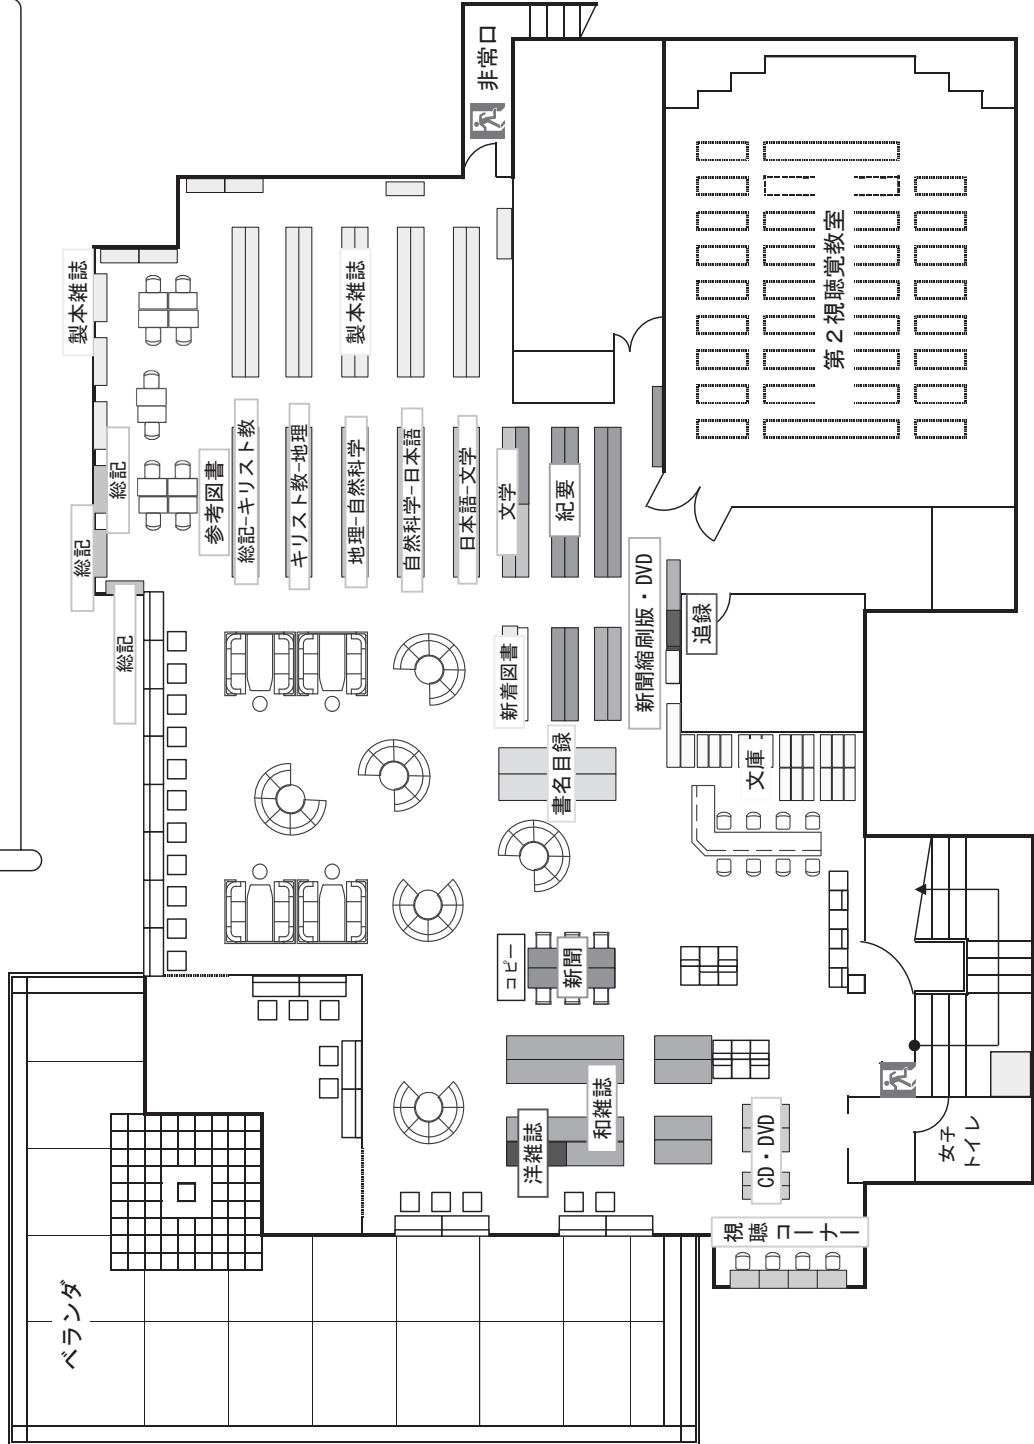 非常口
製本雑誌
製本雑誌
第2視聴覚教室
総記
総記
総記
参考図書
総記-キリスト教
キリスト教-地理
地理-自然科学
自然科学-日本語
日本語-文学
文学
紀要
新聞縮刷版・DVD
追録
新着図書
書名目録
文庫
コピー
新聞
和雑誌
洋雑誌
CD・DVD
女子
トイレ
視聴
コーナー
ベランダ